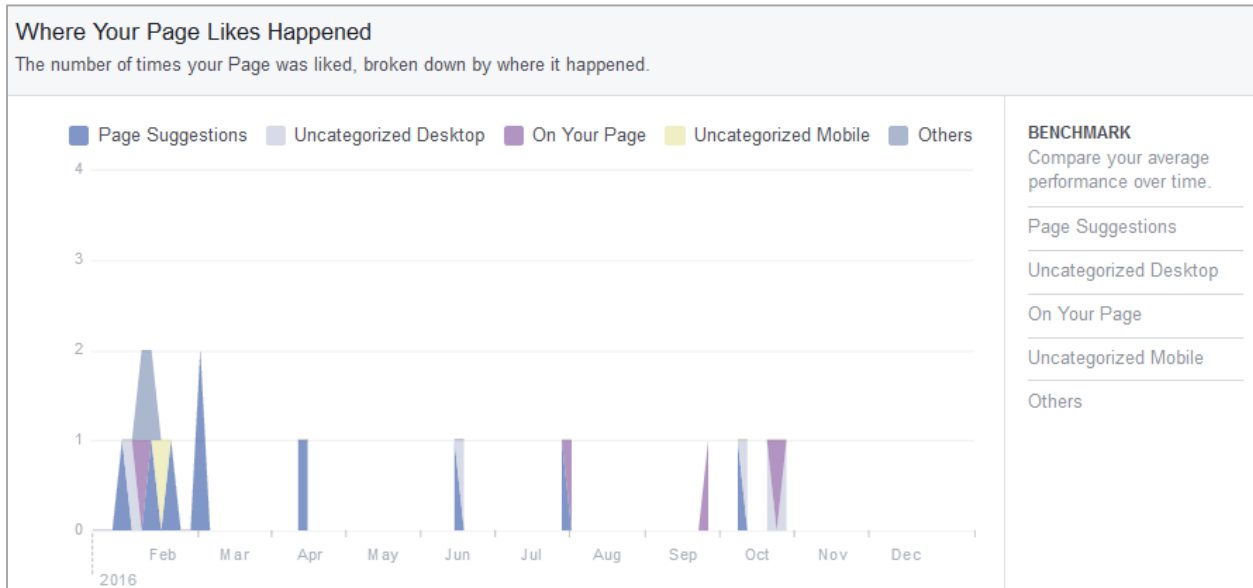 Where Your Page Likes Happened
The number of times your Page was liked, broken down by where it happened.
Page Suggestions Uncategorized Desktop On Your Page Uncategorized Mobile Others
4
3
2
1
0
Feb Mar Apr May Jun Jul Aug Sep Oct Nov Dec
2016
BENCHMARK
Compare your average
performance over time.
Page Suggestions
Uncategorized Desktop
On Your Page
Uncategorized Mobile
Others